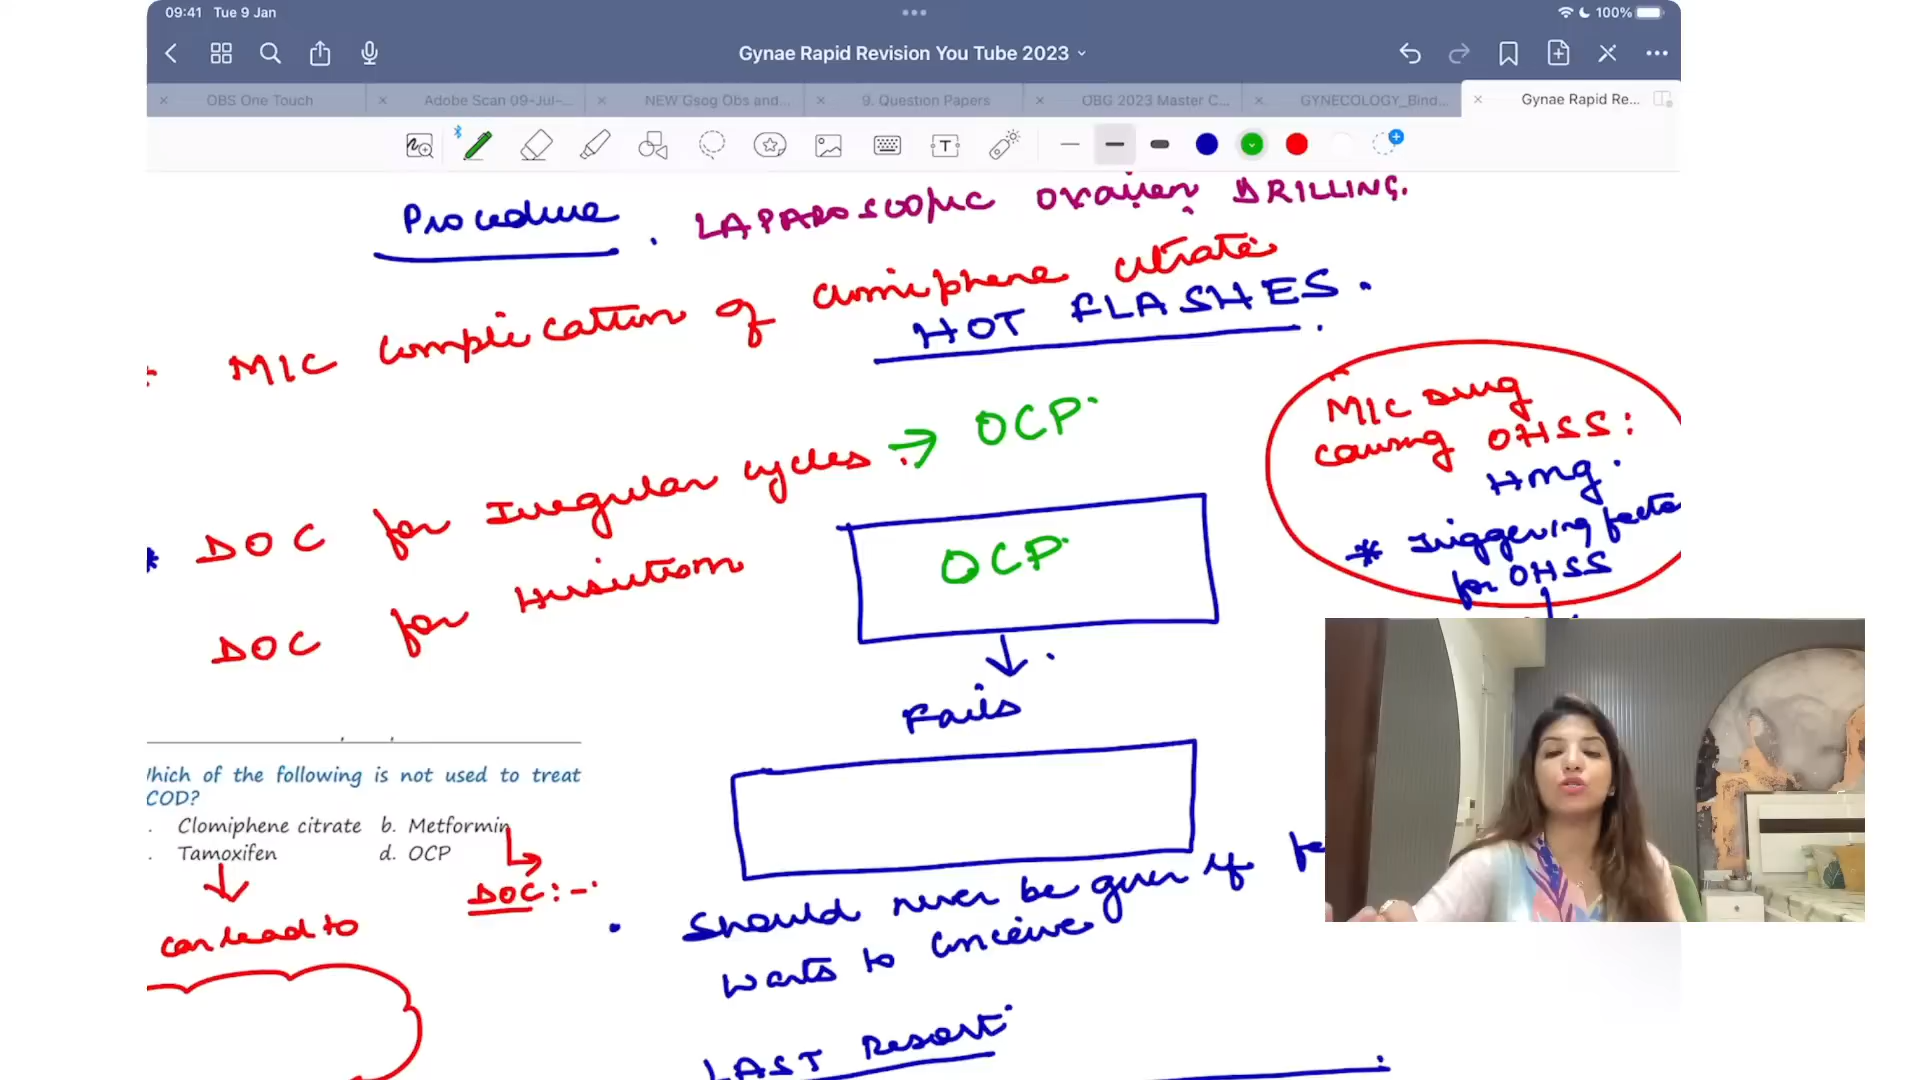 09:41 Tue 9 Jan
100%
Gynae Rapid Revision You Tube 2023
OBS One Touch
Adobe Scan 09-Jul-...
NEW Gsog Obs and...
9. Question Papers
OBG 2023 Master C...
GYNECOLOGY_Bind...
Gynae Rapid Re...
Procedure . LAPAROSCOPIC Ovarian DRILLING.
MIC complication of clomiphene citrate
HOT FLASHES.
MIC drug
causing OHSS:
HMG.
* Triggering facto
for OHSS
DOC for Irregular cycles → OCP
* DOC for Hirsutism
OCP
DOC for
Fails
hich of the following is not used to treat
COD?
. Clomiphene citrate b. Metformin
. Tamoxifen d. OCP
DOC:-
can lead to
. Should never be given if
wants to conceive
LAST Resort